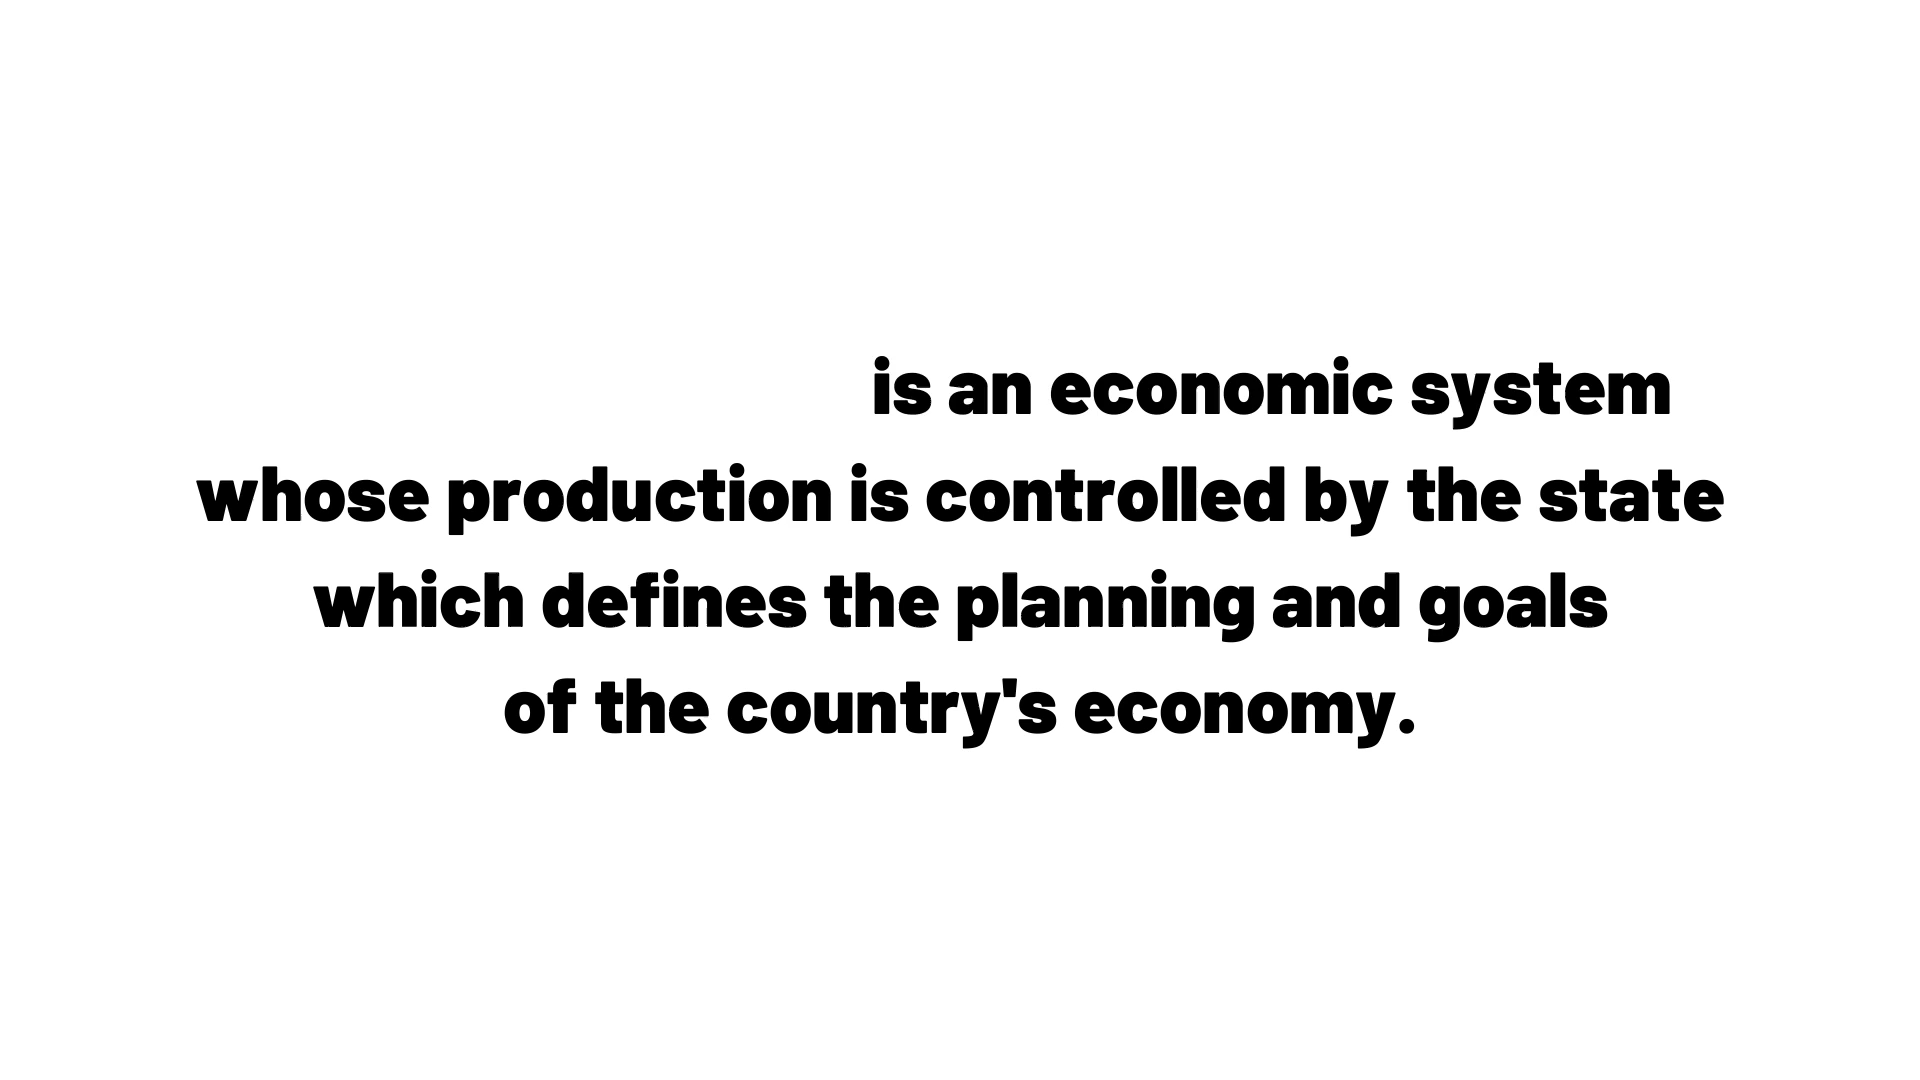 is an economic system
whose production is controlled by the state
which defines the planning and goals
of the country's economy.